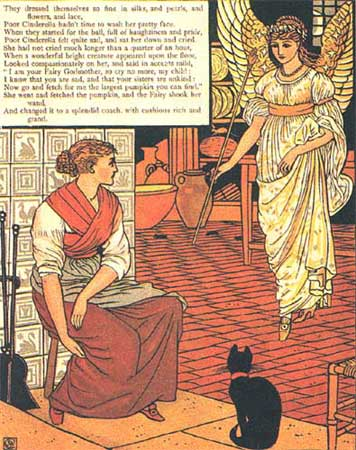 They dressed themselves so fine in silks, and pearls, and
flowers, and lace,
Poor Cinderella hadn't time to wash her pretty face.
When they started for the ball, full of haughtiness and pride,
Poor Cinderella felt quite sad, and sat her down and cried.
She had not cried much longer than a quarter of an hour,
When a wonderful bright creature appeared upon the floor,
Looked compassionately on her, and said in accents mild,
"I am your Fairy Godmother, so cry no more, my child:
I know that you are sad, and that your sisters are unkind:
Now go and fetch for me the largest pumpkin you can find."
She went and fetched the pumpkin, and the Fairy shook her
wand,
And changed it to a splendid coach, with cushions rich and
grand.